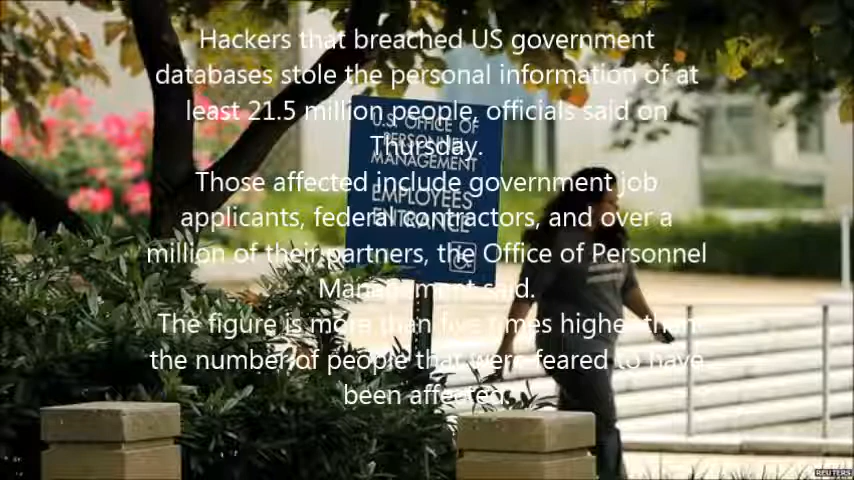 Hackers that breached US government
databases stole the personal information of at
least 21.5 million people, officials said on
Thursday.
Those affected include government job
applicants, federal contractors, and over a
million of their partners, the Office of Personnel
Management said.
The figure is more than five times higher than
the number of people that were feared to have
been affected.
U.S. OFFICE OF
PERSONNEL
MANAGEMENT
EMPLOYEES
ENTRANCE
REUTERS